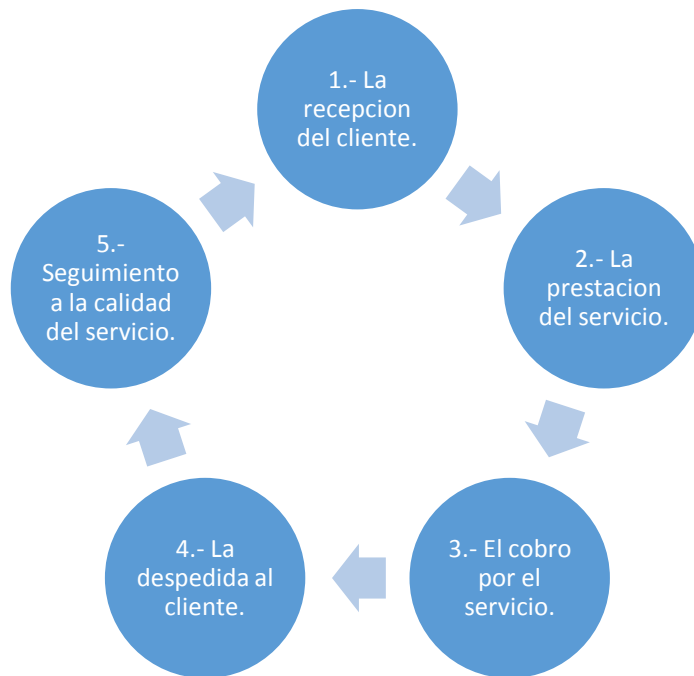 1.- La
recepcion
del cliente.
2.- La
prestacion
del servicio.
3.- El cobro
por el
servicio.
4.- La
despedida al
cliente.
5.-
Seguimiento
a la calidad
del servicio.